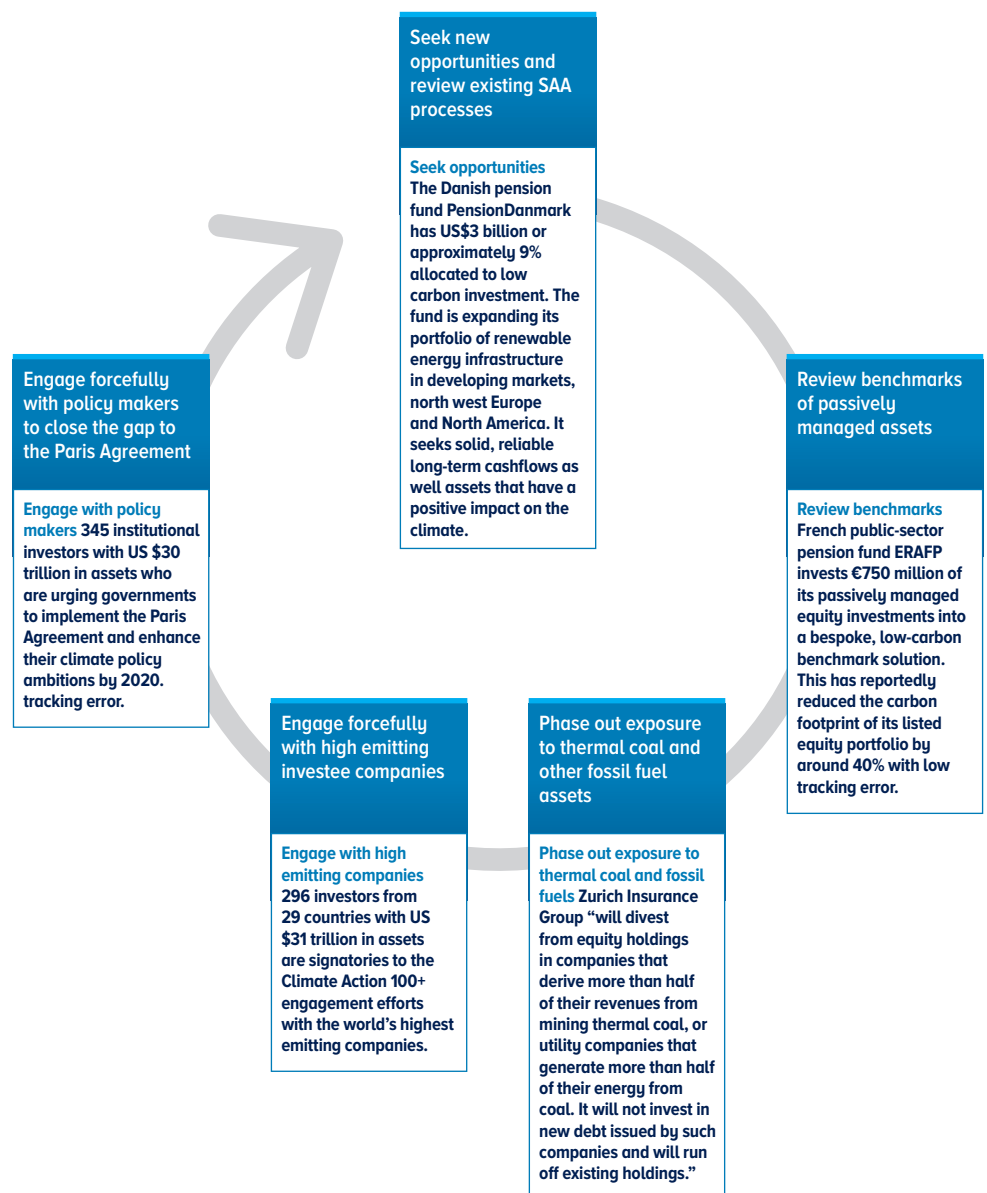 Seek new
opportunities and
review existing SAA
processes
Seek opportunities
The Danish pension
fund PensionDanmark
has US$3 billion or
approximately 9%
allocated to low
carbon investment. The
fund is expanding its
portfolio of renewable
energy infrastructure
in developing markets,
north west Europe
and North America. It
seeks solid, reliable
long-term cashflows as
well assets that have a
positive impact on the
climate.
Review benchmarks
of passively
managed assets
Review benchmarks
French public-sector
pension fund ERAFP
invests €750 million of
its passively managed
equity investments into
a bespoke, low-carbon
benchmark solution.
This has reportedly
reduced the carbon
footprint of its listed
equity portfolio by
around 40% with low
tracking error.
Phase out exposure
to thermal coal and
other fossil fuel
assets
Phase out exposure to
thermal coal and fossil
fuels Zurich Insurance
Group “will divest
from equity holdings
in companies that
derive more than half
of their revenues from
mining thermal coal, or
utility companies that
generate more than half
of their energy from
coal. It will not invest in
new debt issued by such
companies and will run
off existing holdings.”
Engage forcefully
with high emitting
investee companies
Engage with high
emitting companies
296 investors from
29 countries with US
$31 trillion in assets
are signatories to the
Climate Action 100+
engagement efforts
with the world’s highest
emitting companies.
Engage forcefully
with policy makers
to close the gap to
the Paris Agreement
Engage with policy
makers 345 institutional
investors with US $30
trillion in assets who
are urging governments
to implement the Paris
Agreement and enhance
their climate policy
ambitions by 2020.
tracking error.